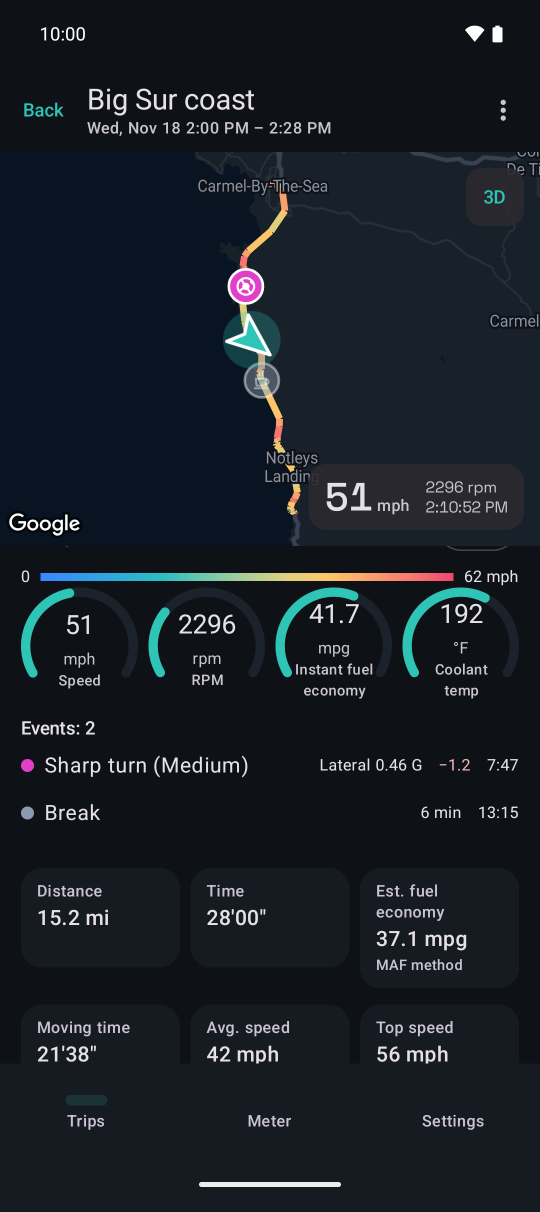 10:00
Back
Big Sur coast
Wed, Nov 18 2:00 PM – 2:28 PM
De Ti
Carmel-By-The-Sea
3D
Carmel
Notleys
Landing
51 mph
2296 rpm
2:10:52 PM
Google
0
62 mph
51
mph
Speed
2296
rpm
RPM
41.7
mpg
Instant fuel
economy
192
°F
Coolant
temp
Events: 2
Sharp turn (Medium) Lateral 0.46 G −1.2 7:47
Break 6 min 13:15
Distance
15.2 mi
Time
28'00"
Est. fuel
economy
37.1 mpg
MAF method
Moving time
21'38"
Avg. speed
42 mph
Top speed
56 mph
Trips
Meter
Settings